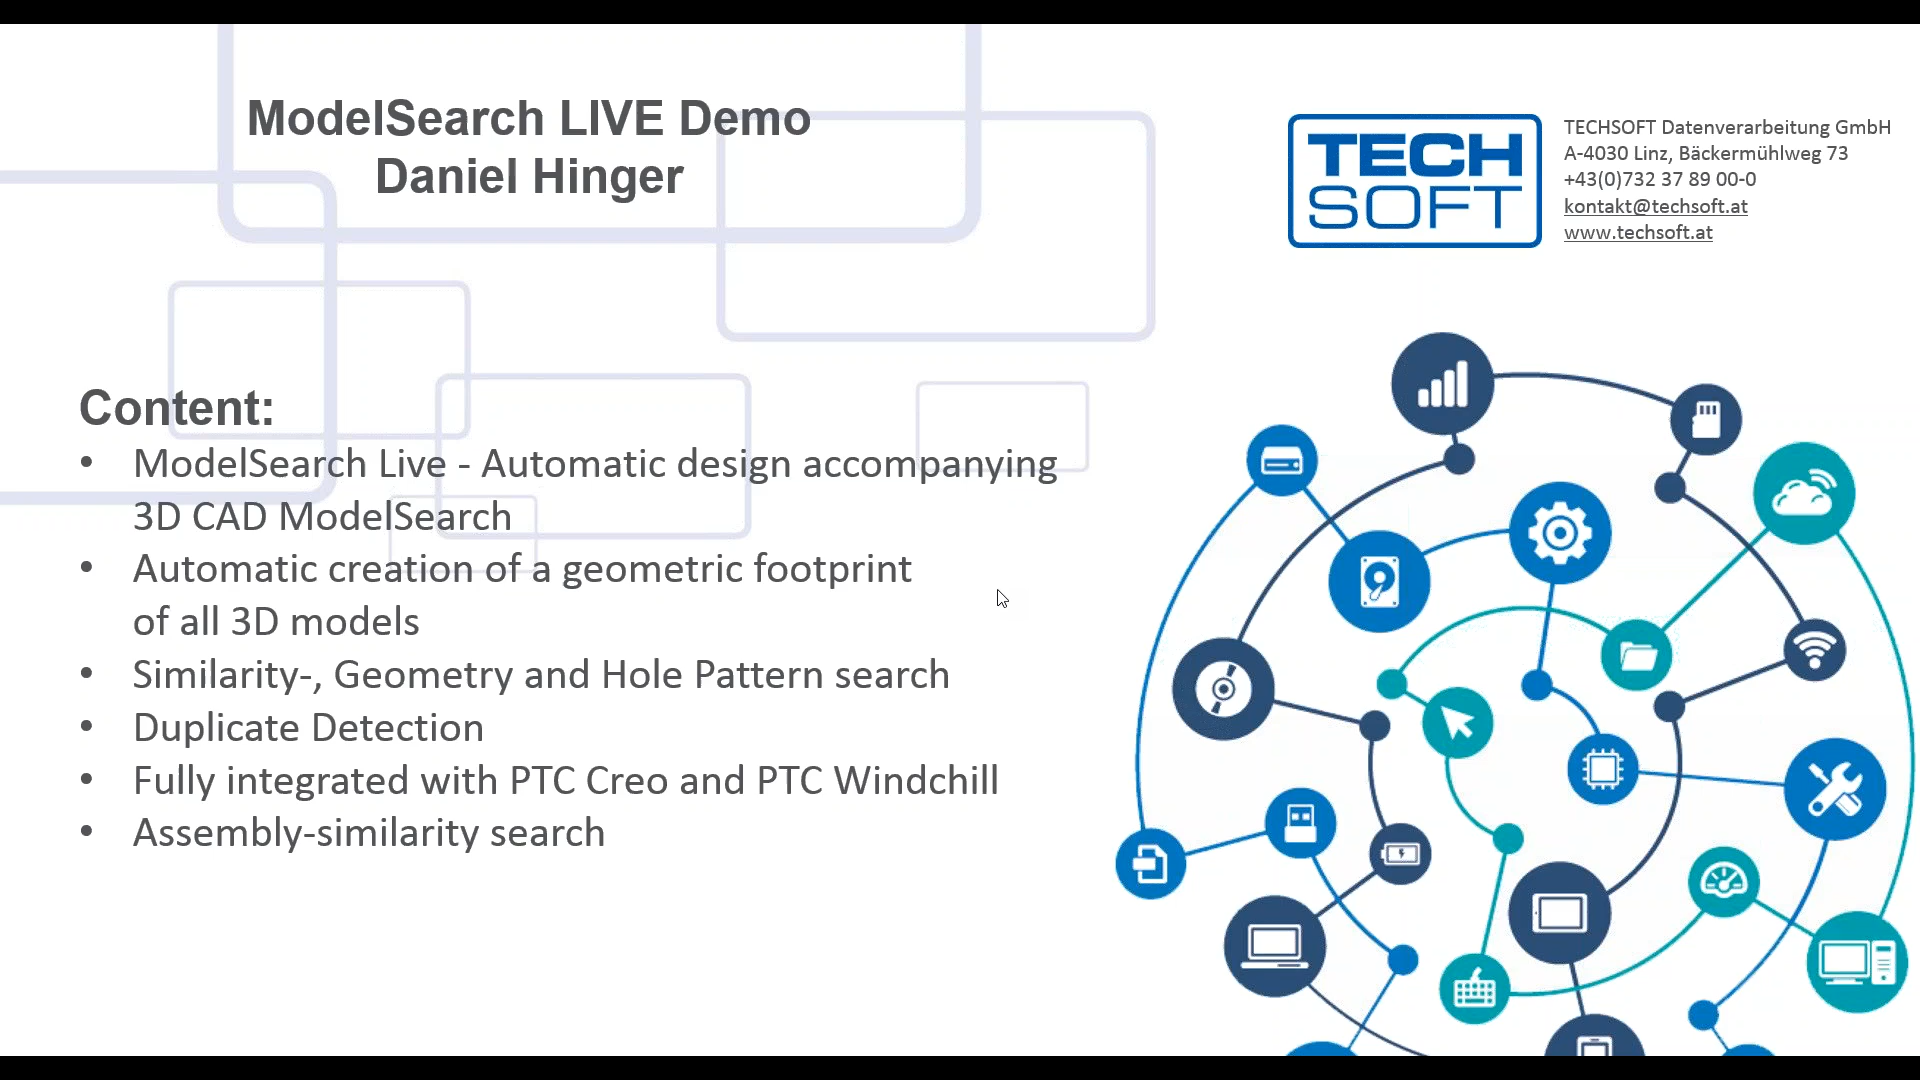 ModelSearch LIVE Demo
Daniel Hinger
TECH
SOFT
TECHSOFT Datenverarbeitung GmbH
A-4030 Linz, Bäckermühlweg 73
+43(0)732 37 89 00-0
kontakt@techsoft.at
www.techsoft.at
Content:
• ModelSearch Live - Automatic design accompanying
3D CAD ModelSearch
• Automatic creation of a geometric footprint
of all 3D models
• Similarity-, Geometry and Hole Pattern search
• Duplicate Detection
• Fully integrated with PTC Creo and PTC Windchill
• Assembly-similarity search